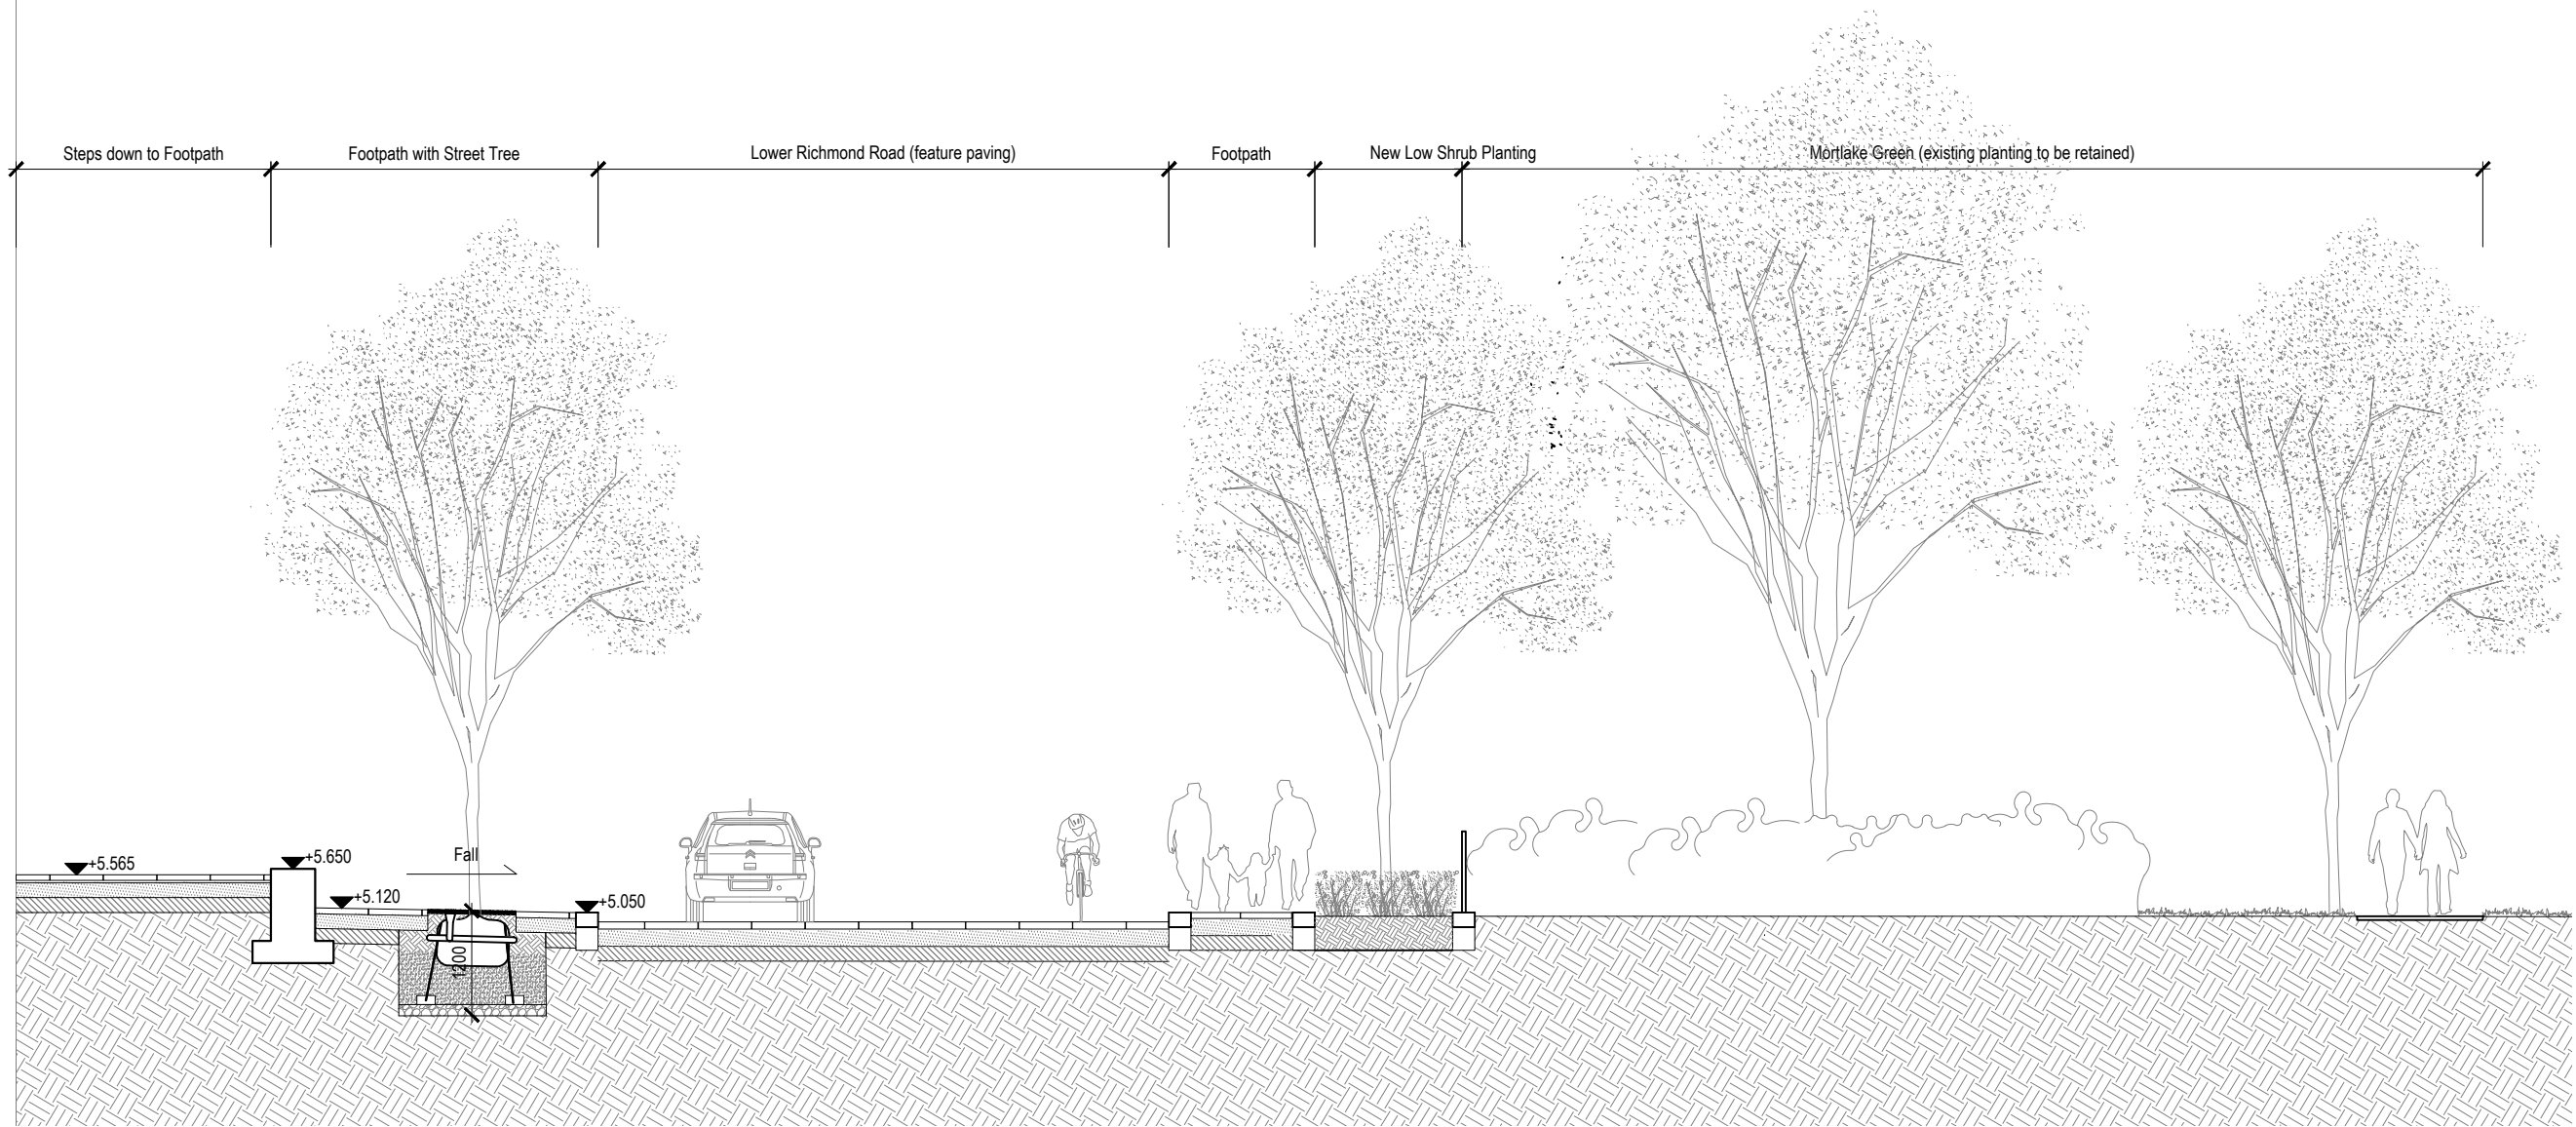 Steps down to Footpath
Footpath with Street Tree
Lower Richmond Road (feature paving)
Footpath
New Low Shrub Planting
Mortlake Green (existing planting to be retained)
+5.565
+5.650
Fall
+5.120
+5.050
1200